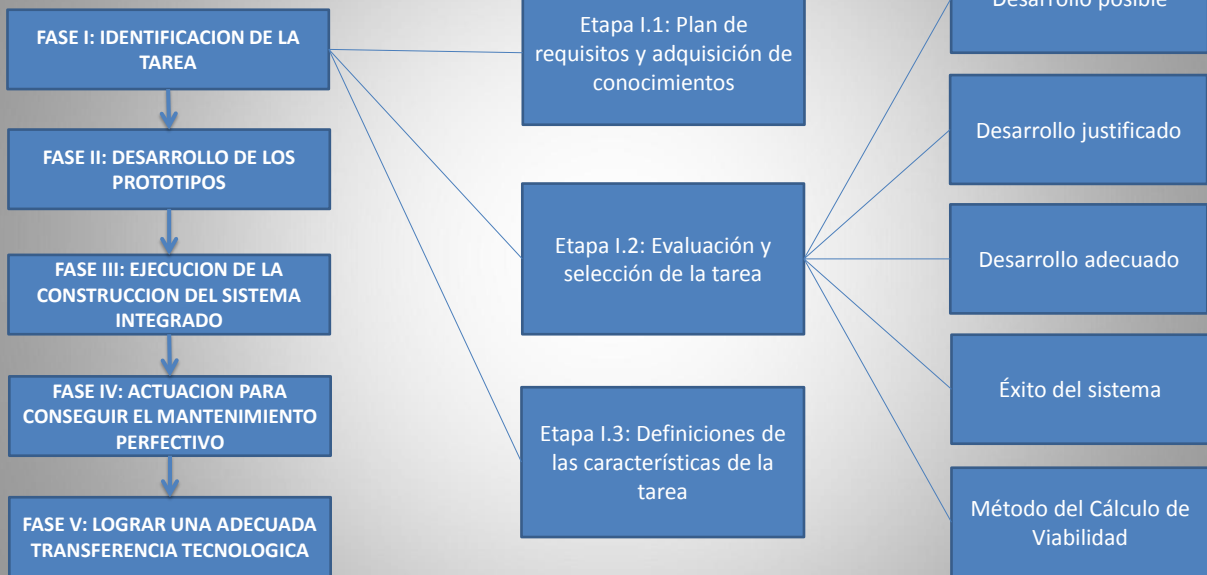 FASE I: IDENTIFICACION DE LA
TAREA
FASE II: DESARROLLO DE LOS
PROTOTIPOS
FASE III: EJECUCION DE LA
CONSTRUCCION DEL SISTEMA
INTEGRADO
FASE IV: ACTUACION PARA
CONSEGUIR EL MANTENIMIENTO
PERFECTIVO
FASE V: LOGRAR UNA ADECUADA
TRANSFERENCIA TECNOLOGICA
Etapa I.1: Plan de
requisitos y adquisición de
conocimientos
Etapa I.2: Evaluación y
selección de la tarea
Etapa I.3: Definiciones de
las características de la
tarea
Desarrollo posible
Desarrollo justificado
Desarrollo adecuado
Éxito del sistema
Método del Cálculo de
Viabilidad